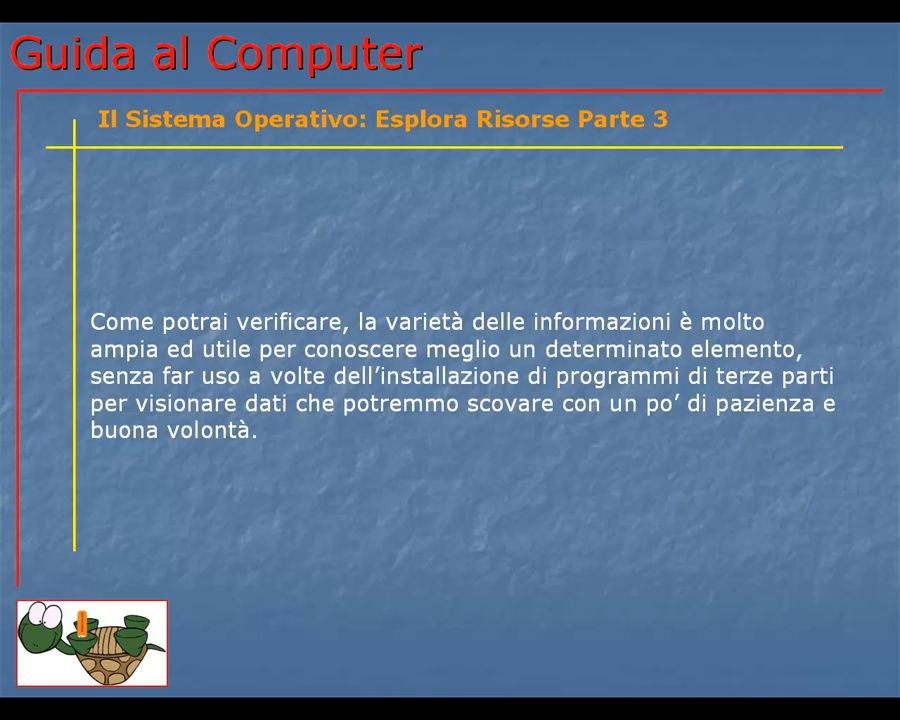 Guida al Computer
Il Sistema Operativo: Esplora Risorse Parte 3
Come potrai verificare, la varietà delle informazioni è molto
ampia ed utile per conoscere meglio un determinato elemento,
senza far uso a volte dell’installazione di programmi di terze parti
per visionare dati che potremmo scovare con un po’ di pazienza e
buona volontà.